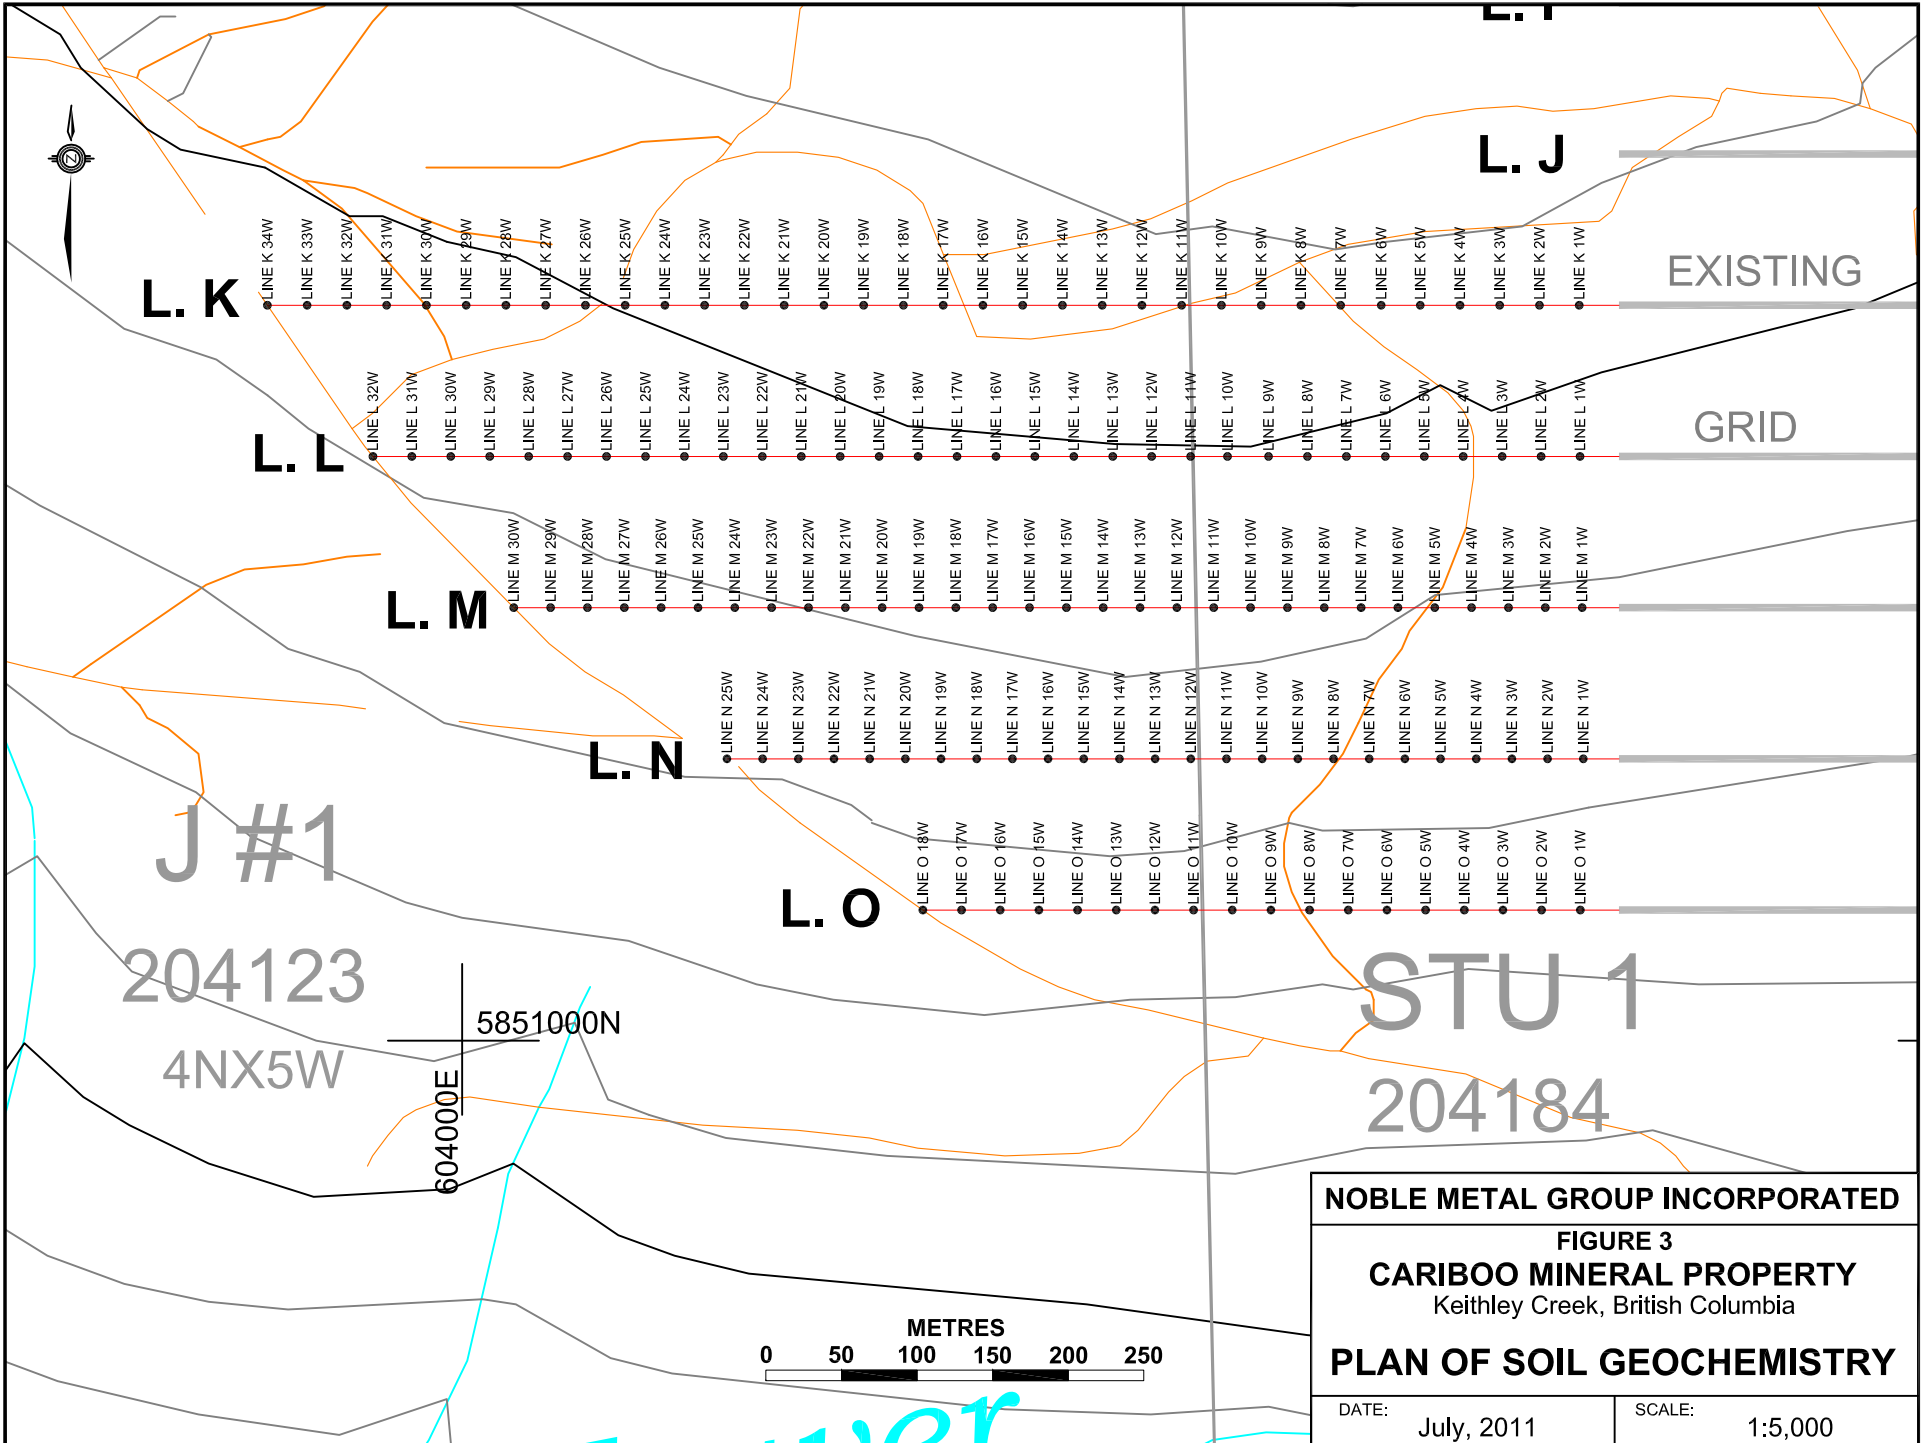 L. J
LINE K 34W
LINE K 33W
LINE K 32W
LINE K 31W
LINE K 30W
LINE K 29W
LINE K 28W
LINE K 27W
LINE K 26W
LINE K 25W
LINE K 24W
LINE K 23W
LINE K 22W
LINE K 21W
LINE K 20W
LINE K 19W
LINE K 18W
LINE K 17W
LINE K 16W
LINE K 15W
LINE K 14W
LINE K 13W
LINE K 12W
LINE K 11W
LINE K 10W
LINE K 9W
LINE K 8W
LINE K 7W
LINE K 6W
LINE K 5W
LINE K 4W
LINE K 3W
LINE K 2W
LINE K 1W
L. K
EXISTING
LINE L 32W
LINE L 31W
LINE L 30W
LINE L 29W
LINE L 28W
LINE L 27W
LINE L 26W
LINE L 25W
LINE L 24W
LINE L 23W
LINE L 22W
LINE L 21W
LINE L 20W
LINE L 19W
LINE L 18W
LINE L 17W
LINE L 16W
LINE L 15W
LINE L 14W
LINE L 13W
LINE L 12W
LINE L 11W
LINE L 10W
LINE L 9W
LINE L 8W
LINE L 7W
LINE L 6W
LINE L 5W
LINE L 4W
LINE L 3W
LINE L 2W
LINE L 1W
L. L
GRID
LINE M 30W
LINE M 29W
LINE M 28W
LINE M 27W
LINE M 26W
LINE M 25W
LINE M 24W
LINE M 23W
LINE M 22W
LINE M 21W
LINE M 20W
LINE M 19W
LINE M 18W
LINE M 17W
LINE M 16W
LINE M 15W
LINE M 14W
LINE M 13W
LINE M 12W
LINE M 11W
LINE M 10W
LINE M 9W
LINE M 8W
LINE M 7W
LINE M 6W
LINE M 5W
LINE M 4W
LINE M 3W
LINE M 2W
LINE M 1W
L. M
LINE N 25W
LINE N 24W
LINE N 23W
LINE N 22W
LINE N 21W
LINE N 20W
LINE N 19W
LINE N 18W
LINE N 17W
LINE N 16W
LINE N 15W
LINE N 14W
LINE N 13W
LINE N 12W
LINE N 11W
LINE N 10W
LINE N 9W
LINE N 8W
LINE N 7W
LINE N 6W
LINE N 5W
LINE N 4W
LINE N 3W
LINE N 2W
LINE N 1W
L. N
LINE O 18W
LINE O 17W
LINE O 16W
LINE O 15W
LINE O 14W
LINE O 13W
LINE O 12W
LINE O 11W
LINE O 10W
LINE O 9W
LINE O 8W
LINE O 7W
LINE O 6W
LINE O 5W
LINE O 4W
LINE O 3W
LINE O 2W
LINE O 1W
L. O
J #1
204123
4NX5W
5851000N
604000E
STU 1
204184
NOBLE METAL GROUP INCORPORATED
FIGURE 3
CARIBOO MINERAL PROPERTY
Keithley Creek, British Columbia
PLAN OF SOIL GEOCHEMISTRY
DATE: July, 2011
SCALE: 1:5,000
METRES
0 50 100 150 200 250